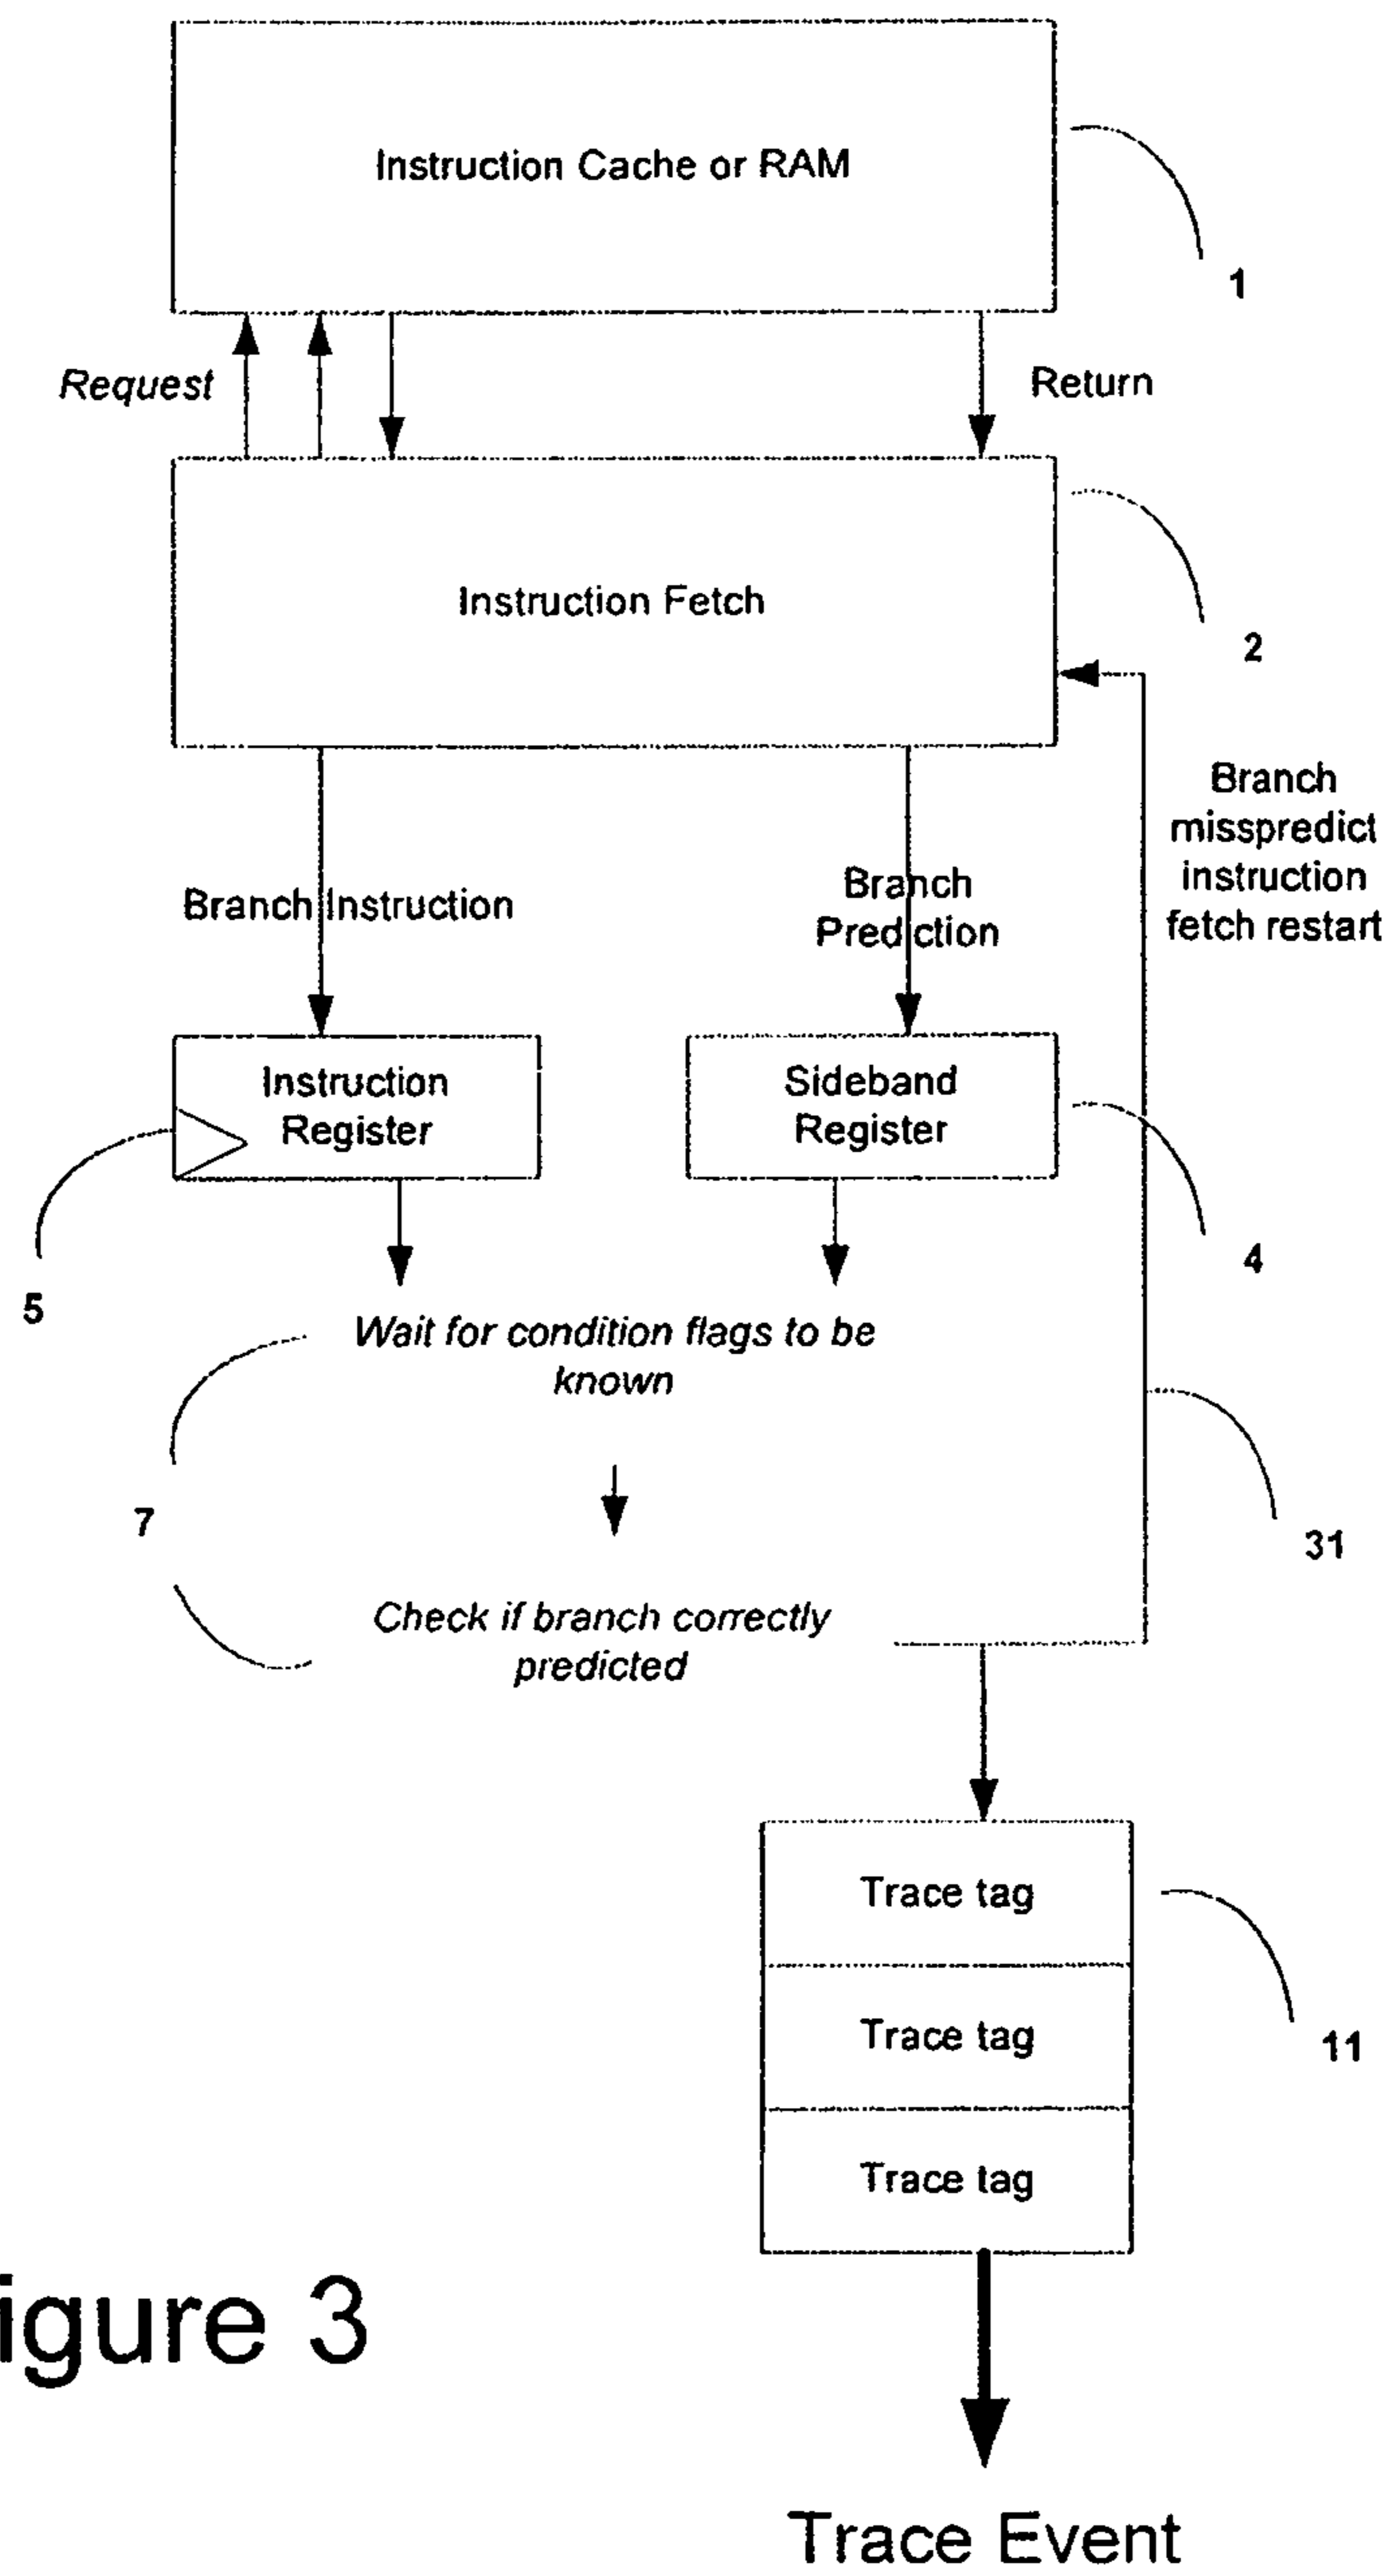 Instruction Cache or RAM
1
Request
Return
Instruction Fetch
2
Branch
misspredict
instruction
fetch restart
Branch Instruction
Branch
Prediction
Instruction
Register
Sideband
Register
5
4
Wait for condition flags to be
known
7
31
Check if branch correctly
predicted
Trace tag
11
Trace tag
Trace tag
igure 3
Trace Event